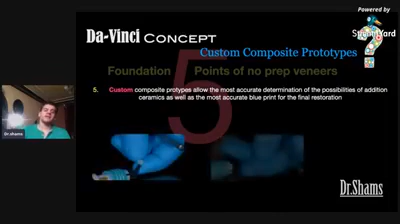 Powered by
StreamYard
Da-Vinci CONCEPT
Custom Composite Prototypes
?
5
Foundation Points of no prep veneers
5. Custom composite protypes allow the most accurate determination of the possibilities of addition
ceramics as well as the most accurate blue print for the final restoration
Dr.shams
Dr.Shams